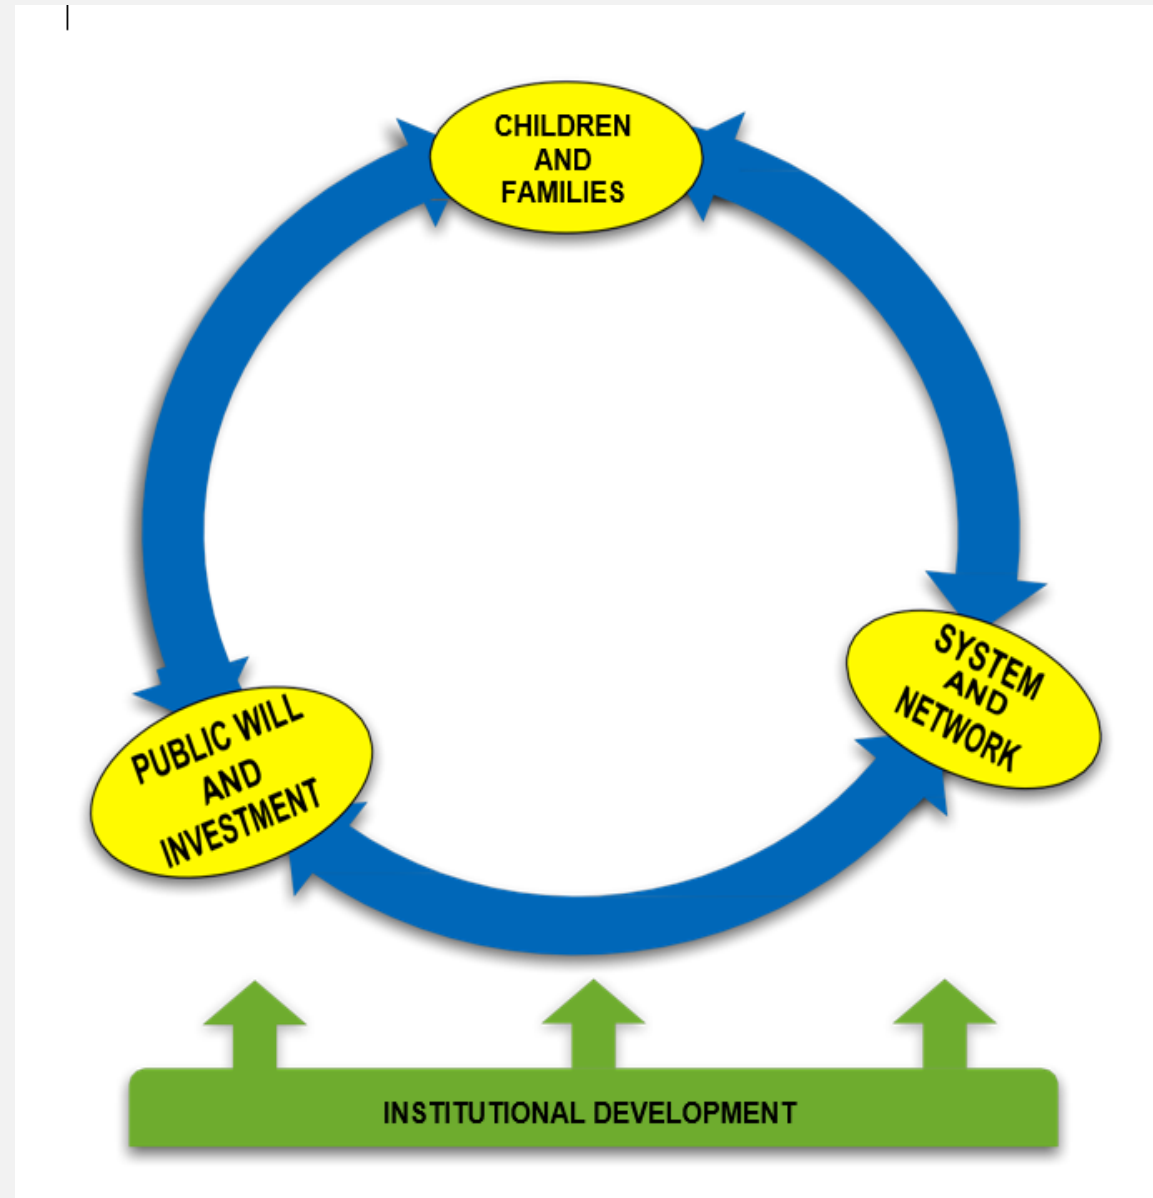 CHILDREN
AND
FAMILIES
SYSTEM
AND
NETWORK
PUBLIC WILL
AND
INVESTMENT
INSTITUTIONAL DEVELOPMENT